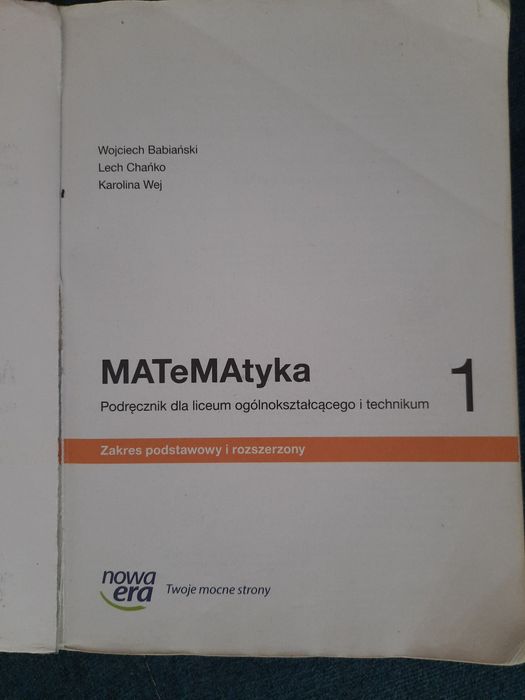 Wojciech Babiański
Lech Chańko
Karolina Wej
MATeMAtyka 1
Podręcznik dla liceum ogólnokształcącego i technikum
Zakres podstawowy i rozszerzony
nowa
era
Twoje mocne strony